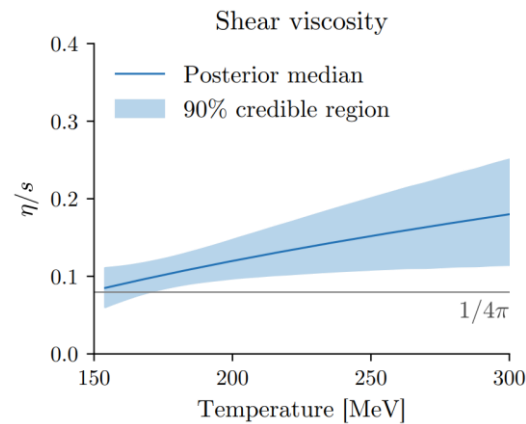 Shear viscosity
0.4
Posterior median
90% credible region
0.3
η/s
0.2
0.1
1/4π
0.0
150 200 250 300
Temperature [MeV]